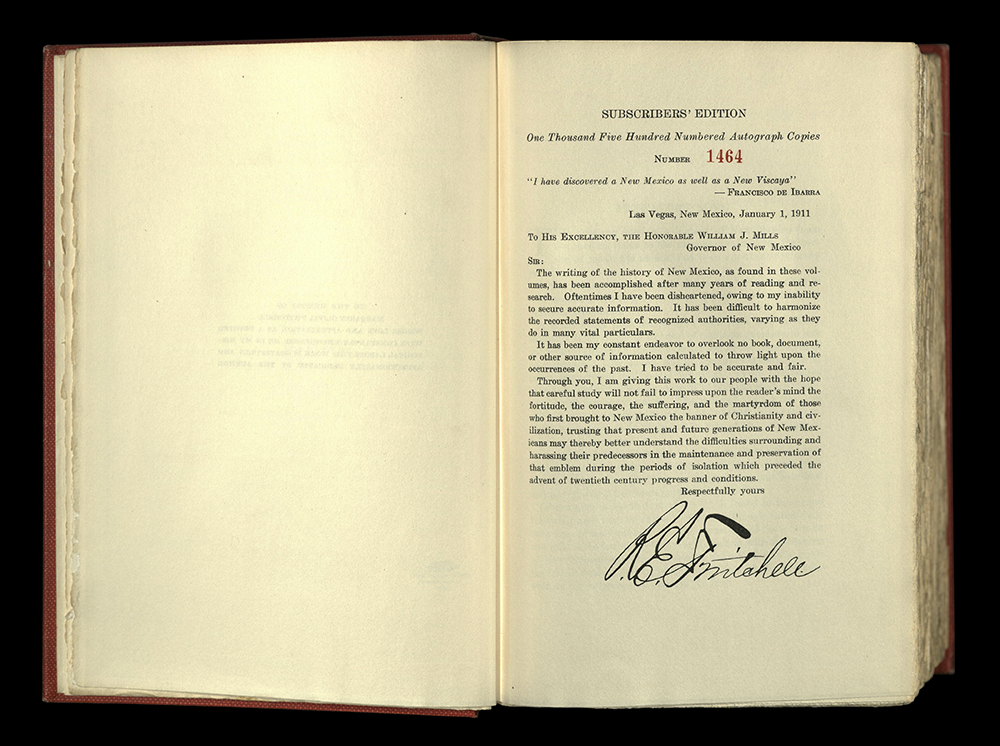 SUBSCRIBERS' EDITION
One Thousand Five Hundred Numbered Autograph Copies
NUMBER 1464
"I have discovered a New Mexico as well as a New Viscaya"
— FRANCISCO DE IBARRA
Las Vegas, New Mexico, January 1, 1911
TO HIS EXCELLENCY, THE HONORABLE WILLIAM J. MILLS
Governor of New Mexico
SIR:
The writing of the history of New Mexico, as found in these vol-
umes, has been accomplished after many years of reading and re-
search. Oftentimes I have been disheartened, owing to my inability
to secure accurate information. It has been difficult to harmonize
the recorded statements of recognized authorities, varying as they
do in many vital particulars.
It has been my constant endeavor to overlook no book, document,
or other source of information calculated to throw light upon the
occurrences of the past. I have tried to be accurate and fair.
Through you, I am giving this work to our people with the hope
that careful study will not fail to impress upon the reader's mind the
fortitude, the courage, the suffering, and the martyrdom of those
who first brought to New Mexico the banner of Christianity and civ-
ilization, trusting that present and future generations of New Mex-
icans may thereby better understand the difficulties surrounding and
harassing their predecessors in the maintenance and preservation of
that emblem during the periods of isolation which preceded the
advent of twentieth century progress and conditions.
Respectfully yours
R.E. Twitchell